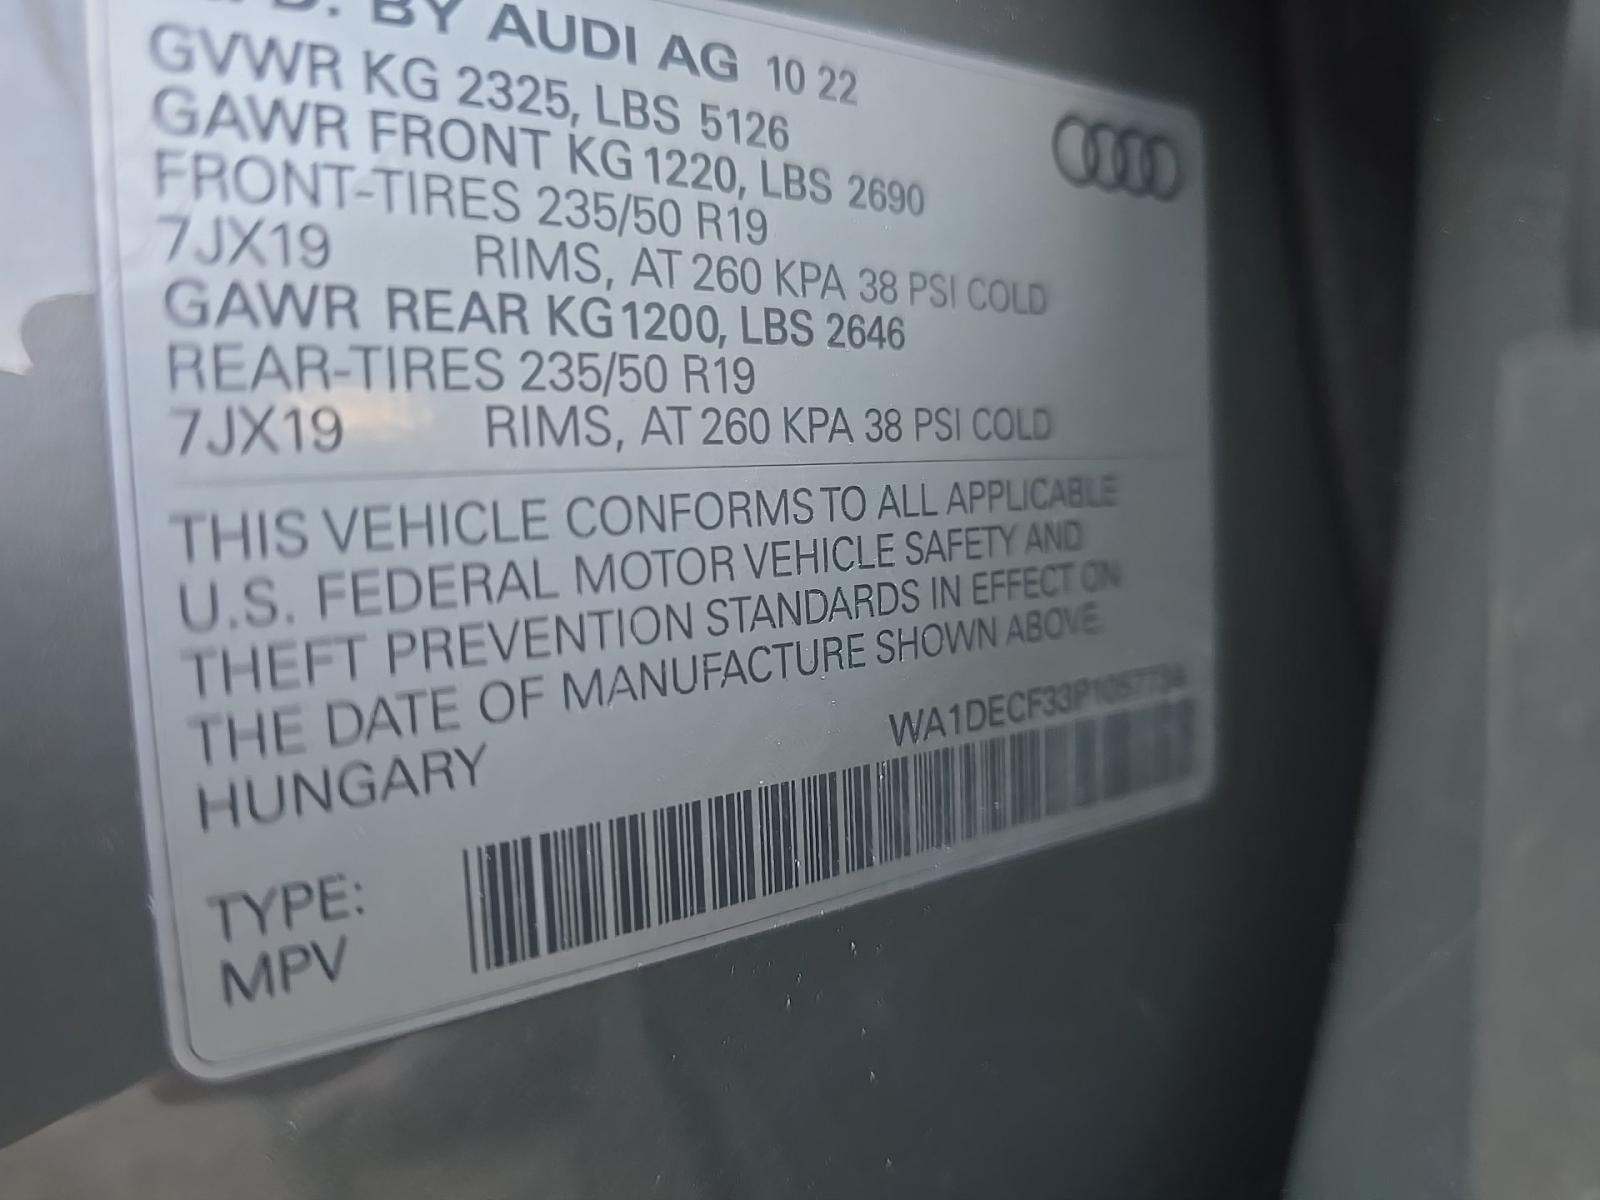 BY AUDI AG 10 22
GVWR KG 2325, LBS 5126
GAWR FRONT KG 1220, LBS 2690
FRONT-TIRES 235/50 R19
7JX19 RIMS, AT 260 KPA 38 PSI COLD
GAWR REAR KG 1200, LBS 2646
REAR-TIRES 235/50 R19
7JX19 RIMS, AT 260 KPA 38 PSI COLD
THIS VEHICLE CONFORMS TO ALL APPLICABLE
U.S. FEDERAL MOTOR VEHICLE SAFETY AND
THEFT PREVENTION STANDARDS IN EFFECT ON
THE DATE OF MANUFACTURE SHOWN ABOVE.
HUNGARY
TYPE:
MPV